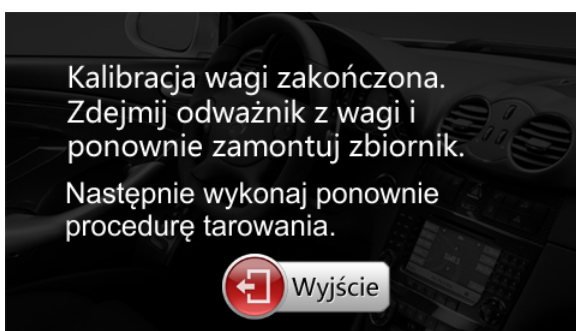 Kalibracja wagi zakończona.
Zdejmij odważnik z wagi i
ponownie zamontuj zbiornik.
Następnie wykonaj ponownie
procedurę tarowania.
Wyjście